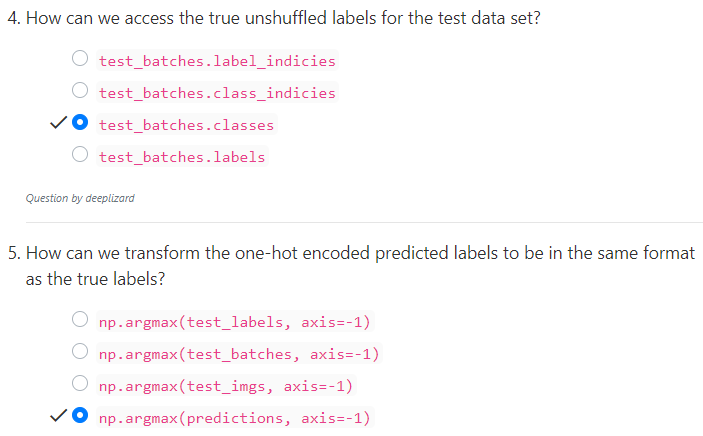 4. How can we access the true unshuffled labels for the test data set?
test_batches.label_indicies
test_batches.class_indicies
test_batches.classes
test_batches.labels
Question by deeplizard
5. How can we transform the one-hot encoded predicted labels to be in the same format
as the true labels?
np.argmax(test_labels, axis=-1)
np.argmax(test_batches, axis=-1)
np.argmax(test_imgs, axis=-1)
np.argmax(predictions, axis=-1)